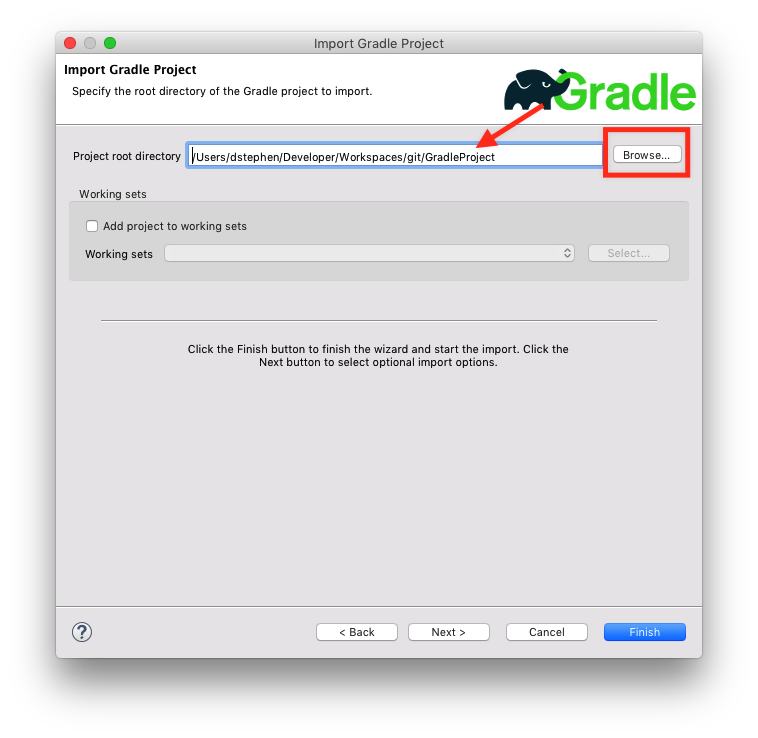 Import Gradle Project
Import Gradle Project
Specify the root directory of the Gradle project to import.
Gradle
Project root directory
/Users/dstephen/Developer/Workspaces/git/GradleProject
Browse...
Working sets
Add project to working sets
Working sets
Select...
Click the Finish button to finish the wizard and start the import. Click the
Next button to select optional import options.
?
< Back
Next >
Cancel
Finish